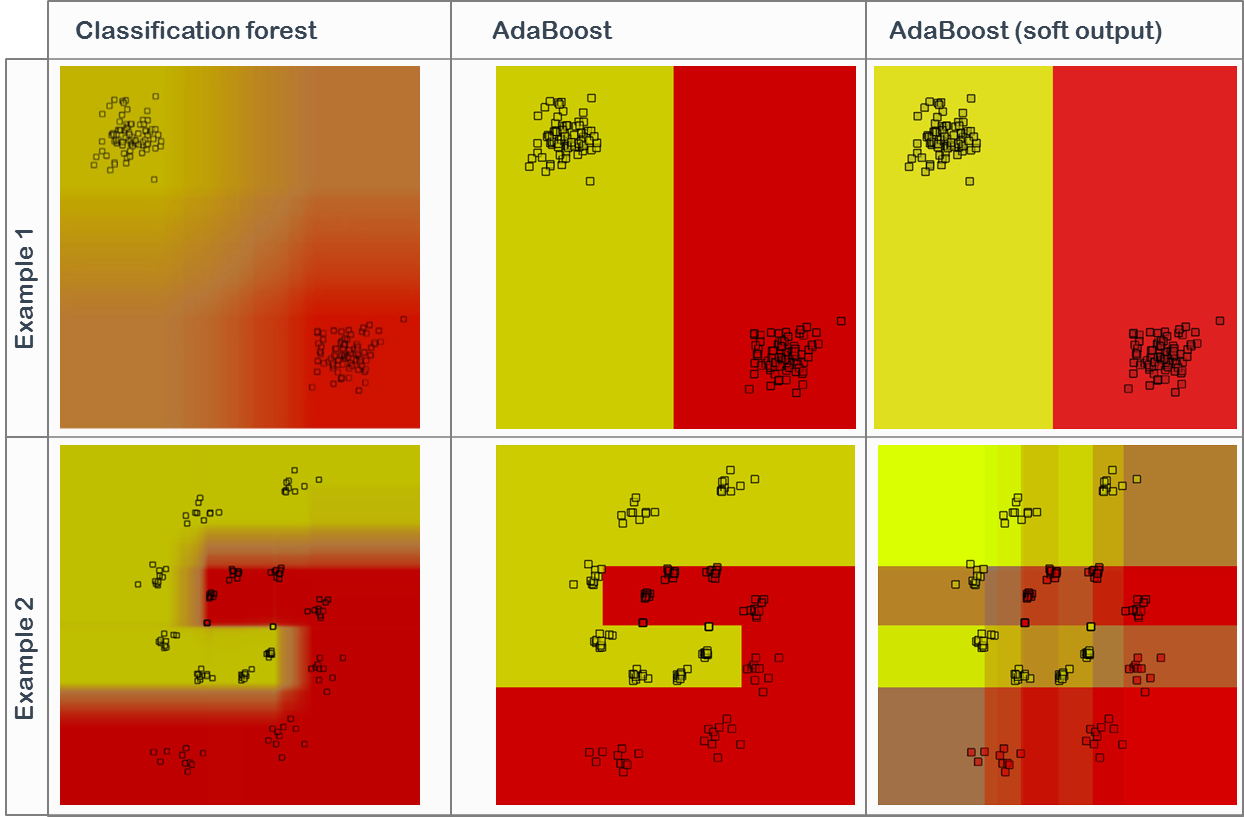 Classification forest
AdaBoost
AdaBoost (soft output)
Example 1
Example 2